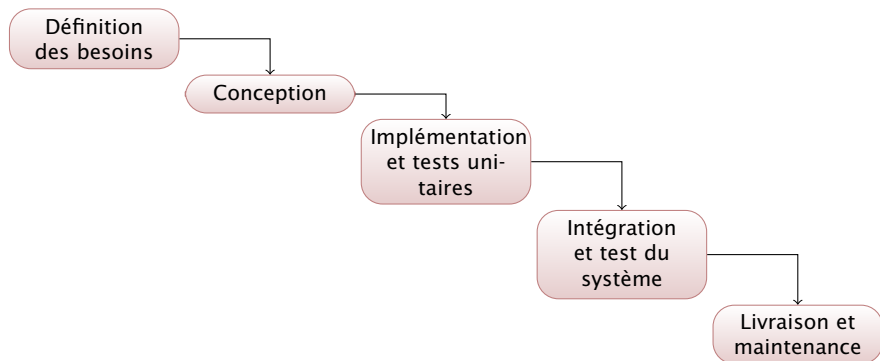 Définition
des besoins
Conception
Implémentation
et tests uni-
taires
Intégration
et test du
système
Livraison et
maintenance